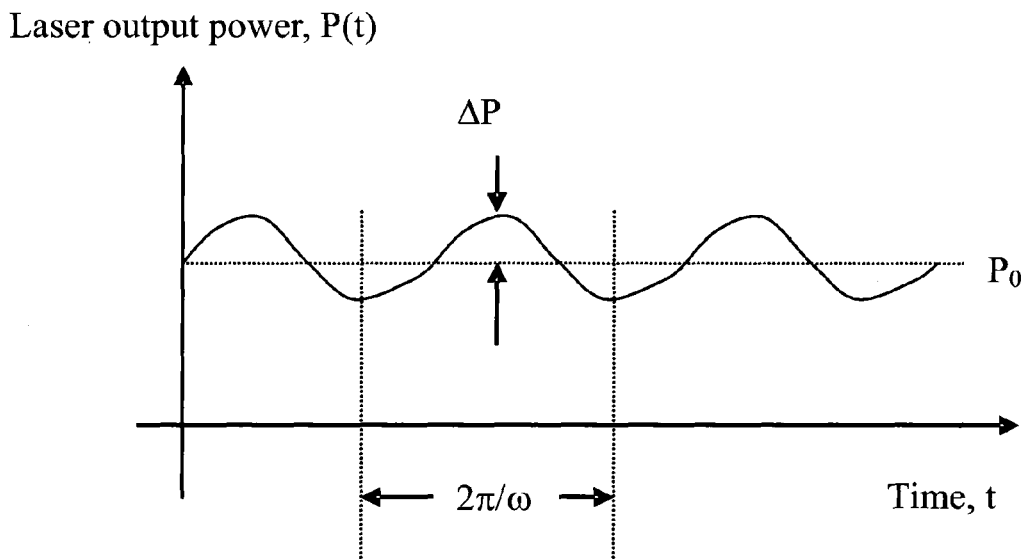 Laser output power, P(t)
ΔP
P₀
2π/ω
Time, t